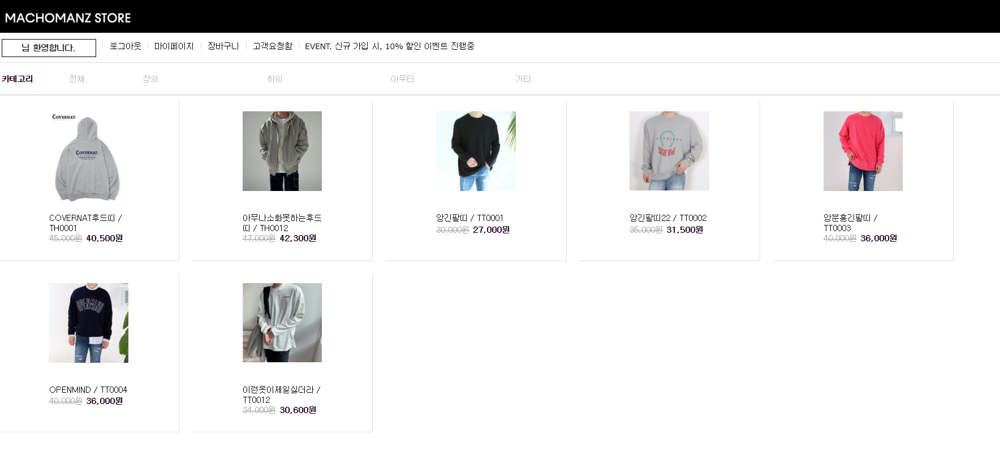 MACHOMANZ STORE
님 환영합니다. 로그아웃 마이페이지 장바구니 고객요청함 EVENT. 신규 가입 시, 10% 할인 이벤트 진행중
카테고리 전체 상의 하의 아우터 기타
COVERNAT.
COVERNAT.
PARIS
COVERNAT후드띠 /
TH0001
45,000원 40,500원
아무나소화못하는후드
띠 / TH0012
47,000원 42,300원
앙긴팔띠 / TT0001
30,000원 27,000원
앙긴팔띠22 / TT0002
35,000원 31,500원
앙분홍긴팔띠 /
TT0003
40,000원 36,000원
OPENMIND
OPENMIND / TT0004
40,000원 36,000원
이런옷이제일싫더라 /
TT0012
34,000원 30,600원